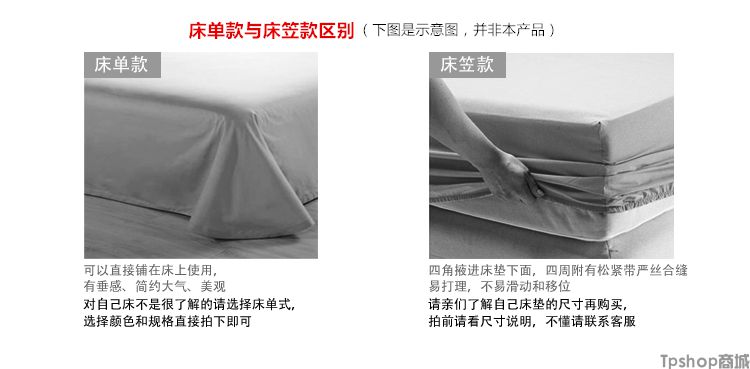 床单款与床笠款区别（下图是示意图，并非本产品）
床单款
床笠款
可以直接铺在床上使用，
有垂感、简约大气、美观
对自己床不是很了解的请选择床单式，
选择颜色和规格直接拍下即可
四角掖进床垫下面，四周附有松紧带严丝合缝
易打理，不易滑动和移位
请亲们了解自己床垫的尺寸再购买，
拍前请看尺寸说明，不懂请联系客服
Tpshop商城